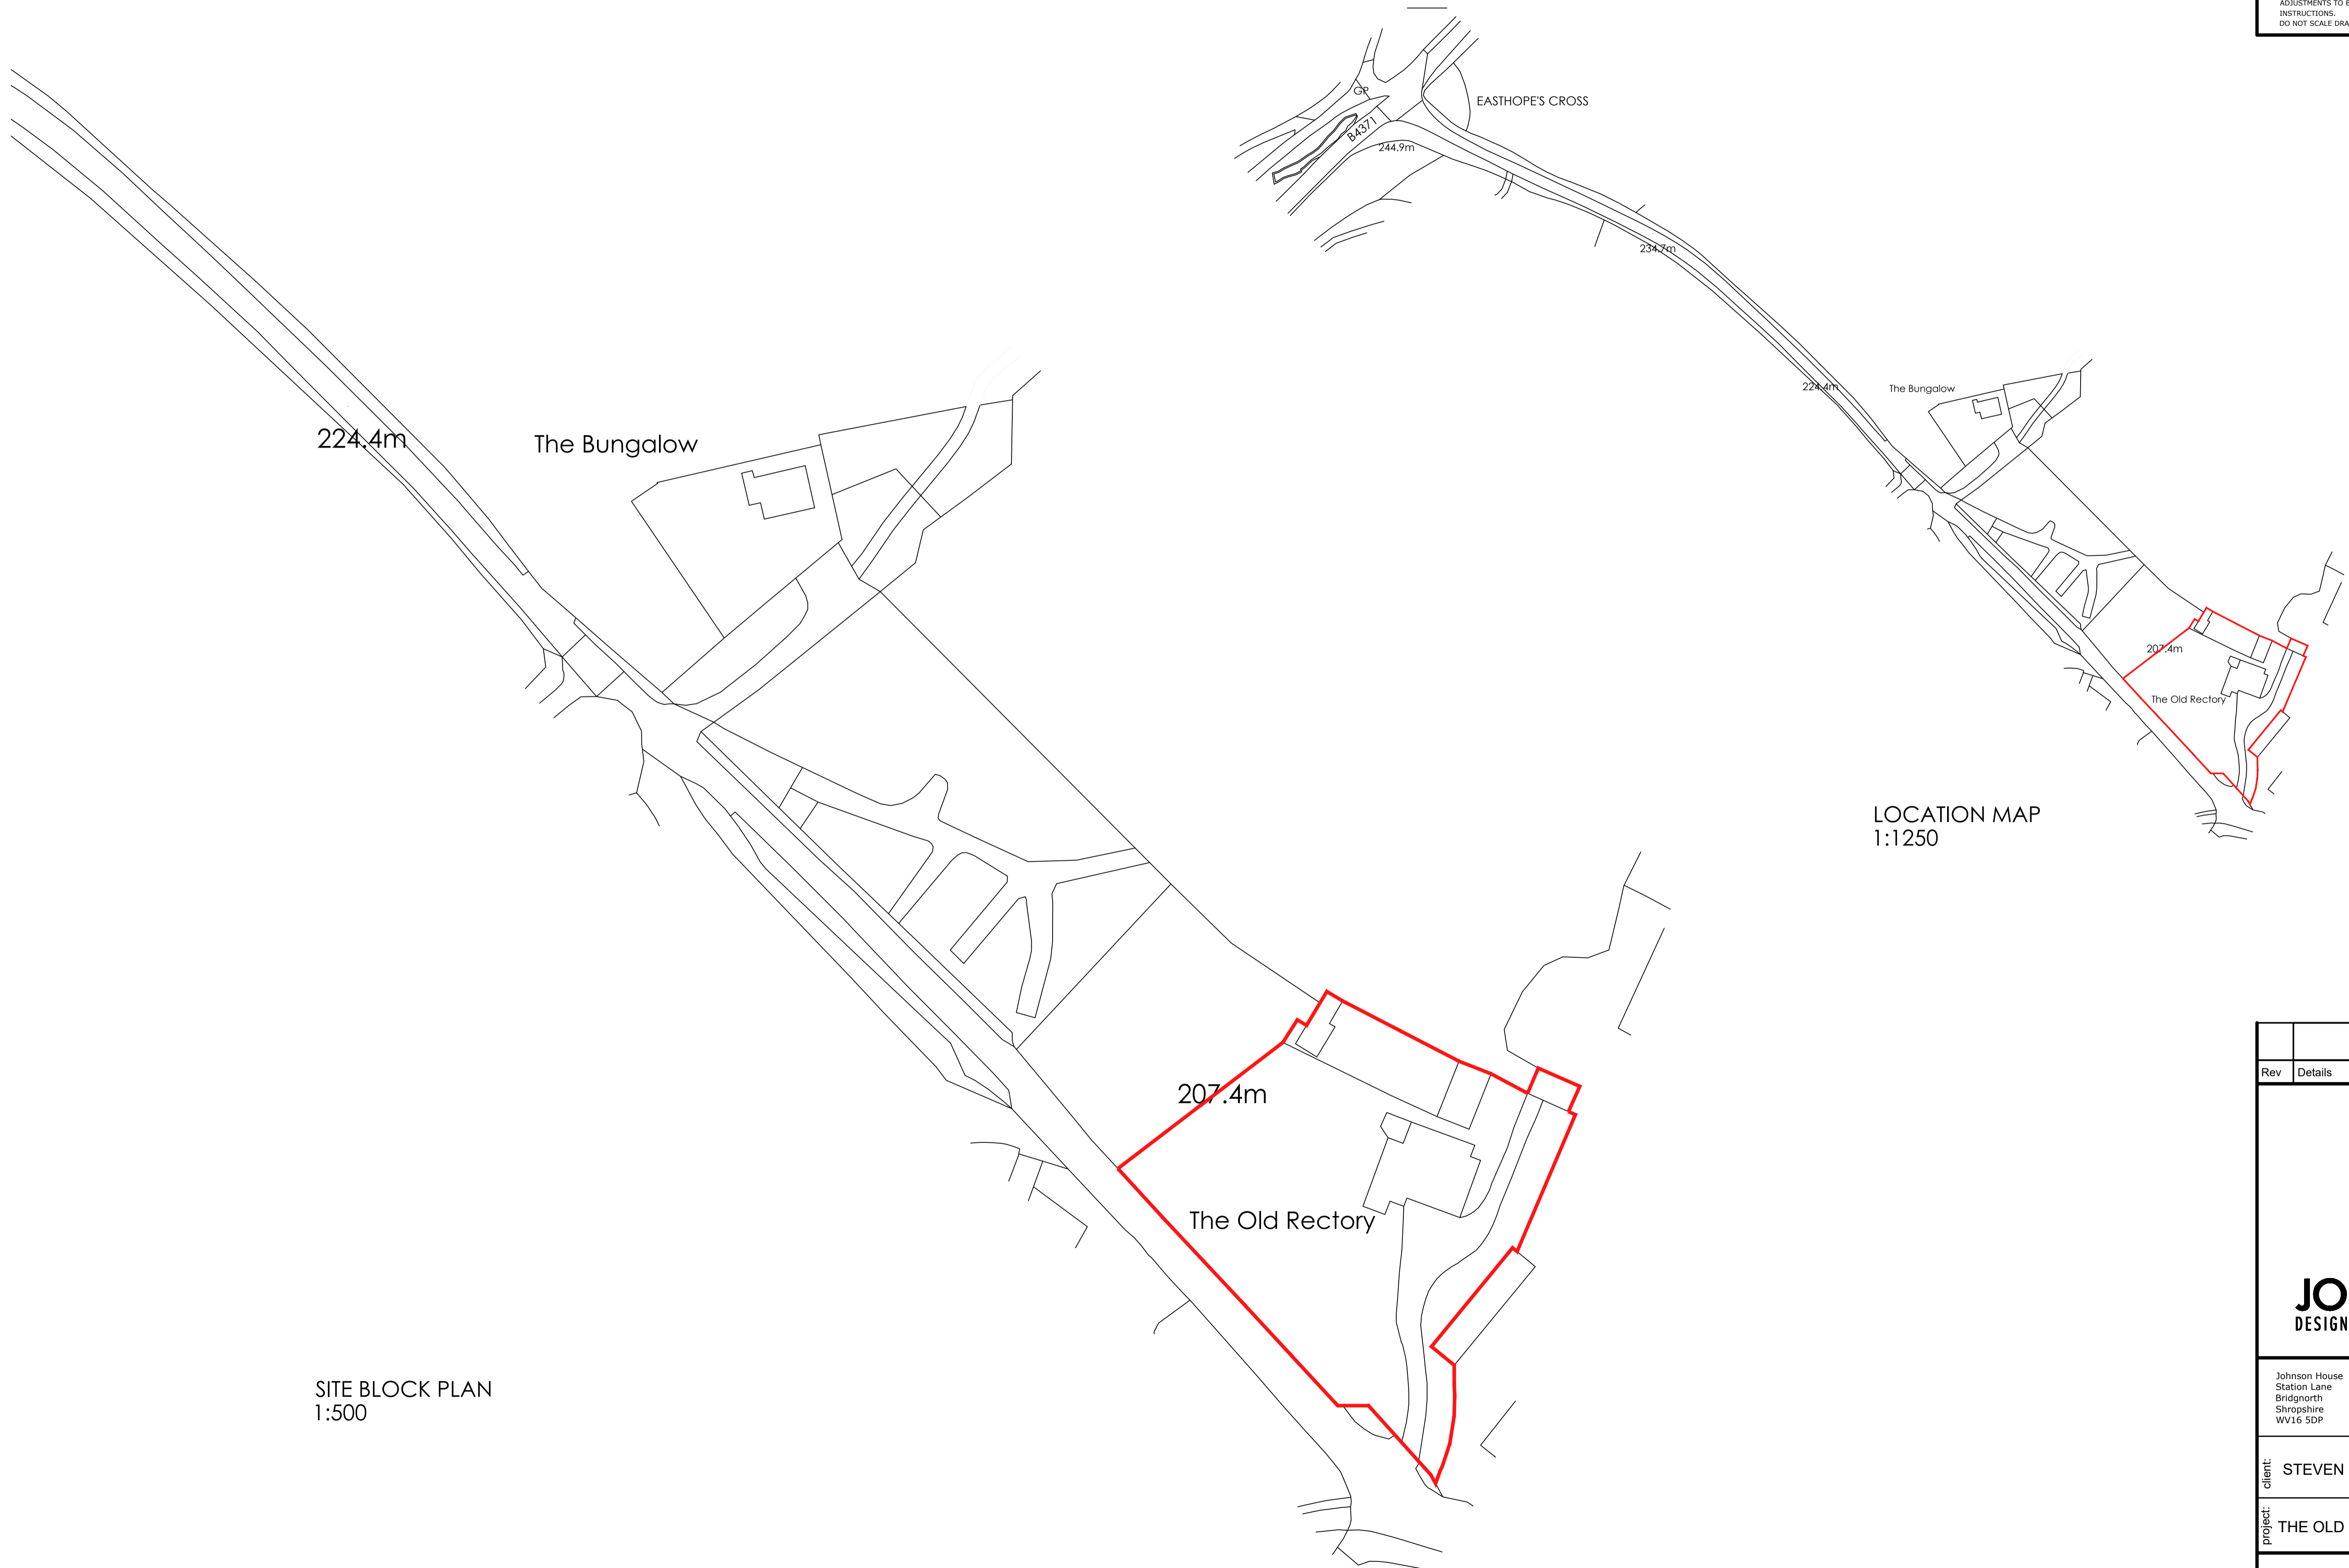 ADJUSTMENTS TO
INSTRUCTIONS.
DO NOT SCALE
GP
EASTHOPE'S CROSS
B4371
244.9m
234.7m
224.4m
The Bungalow
224.4m
The Bungalow
207.4m
The Old Rectory
LOCATION MAP
1:1250
207.4m
The Old Rectory
SITE BLOCK PLAN
1:500
Rev Details
JO
DESIGN
Johnson House
Station Lane
Bridgnorth
Shropshire
WV16 5DP
client: STEVEN
project: THE OLD